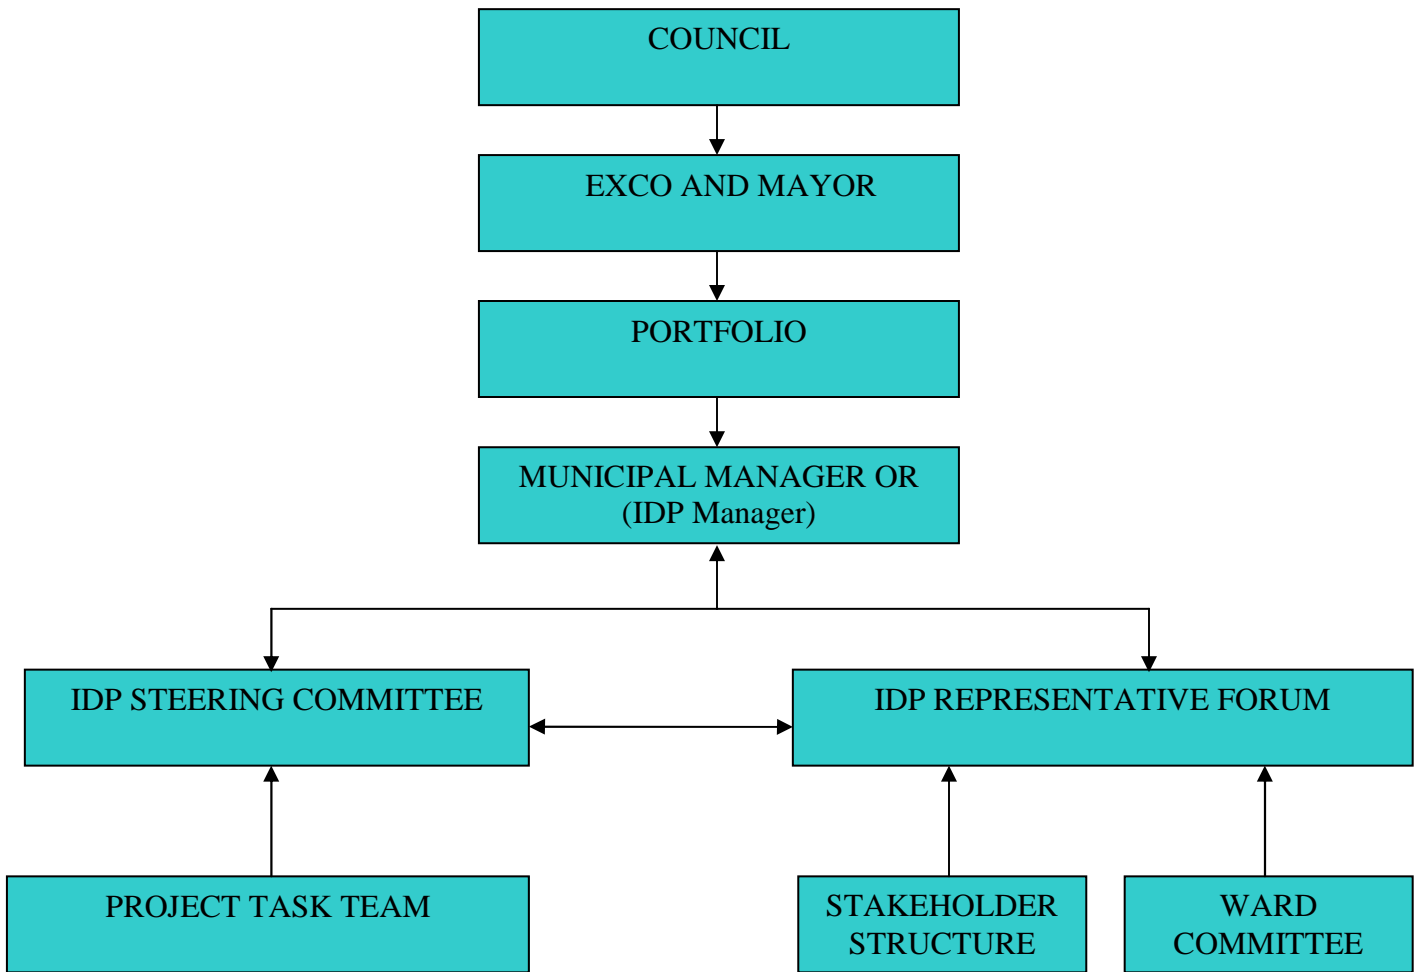 COUNCIL
EXCO AND MAYOR
PORTFOLIO
MUNICIPAL MANAGER OR
(IDP Manager)
IDP STEERING COMMITTEE
IDP REPRESENTATIVE FORUM
PROJECT TASK TEAM
STAKEHOLDER
STRUCTURE
WARD
COMMITTEE